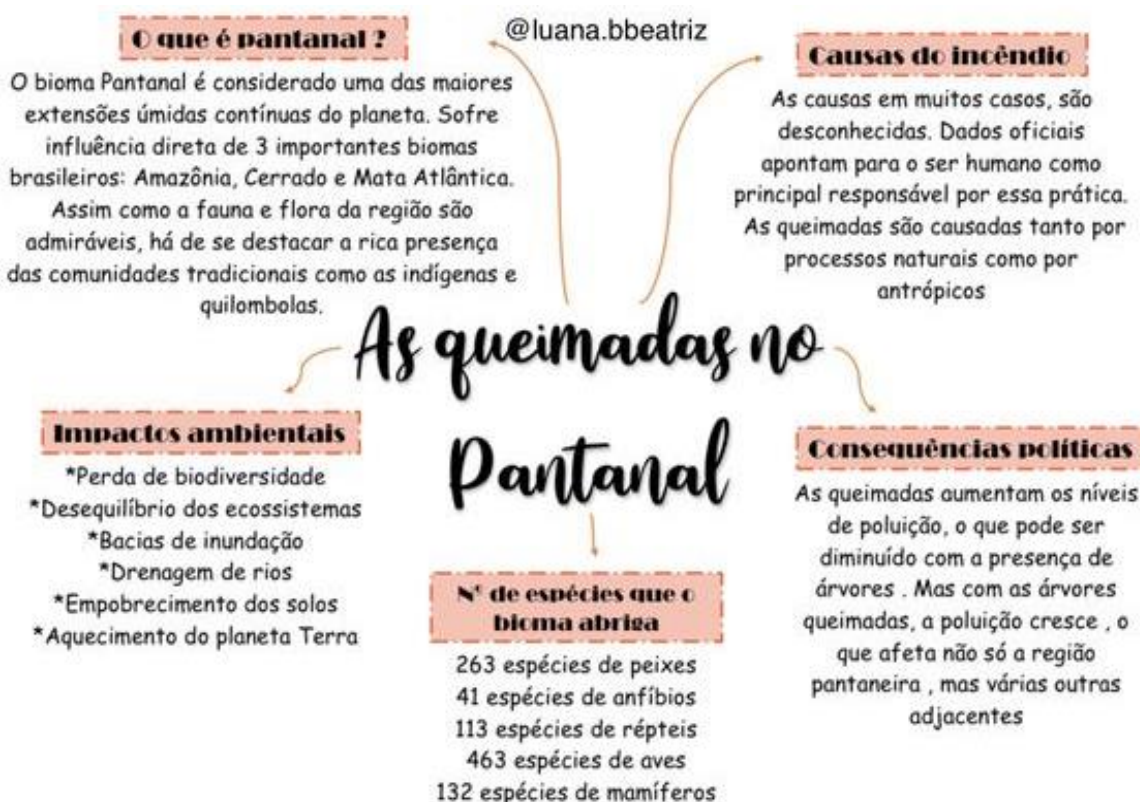 @luana.bbeatriz
O que é pantanal ?
O bioma Pantanal é considerado uma das maiores
extensões úmidas contínuas do planeta. Sofre
influência direta de 3 importantes biomas
brasileiros: Amazônia, Cerrado e Mata Atlântica.
Assim como a fauna e flora da região são
admiráveis, há de se destacar a rica presença
das comunidades tradicionais como as indígenas e
quilombolas.
Causas do incêndio
As causas em muitos casos, são
desconhecidas. Dados oficiais
apontam para o ser humano como
principal responsável por essa prática.
As queimadas são causadas tanto por
processos naturais como por
antrópicos
As queimadas no
Pantanal
Impactos ambientais
*Perda de biodiversidade
*Desequilíbrio dos ecossistemas
*Bacias de inundação
*Drenagem de rios
*Empobrecimento dos solos
*Aquecimento do planeta Terra
Nº de espécies que o
bioma abriga
263 espécies de peixes
41 espécies de anfíbios
113 espécies de répteis
463 espécies de aves
132 espécies de mamíferos
Consequências políticas
As queimadas aumentam os níveis
de poluição, o que pode ser
diminuído com a presença de
árvores . Mas com as árvores
queimadas, a poluição cresce , o
que afeta não só a região
pantaneira , mas várias outras
adjacentes